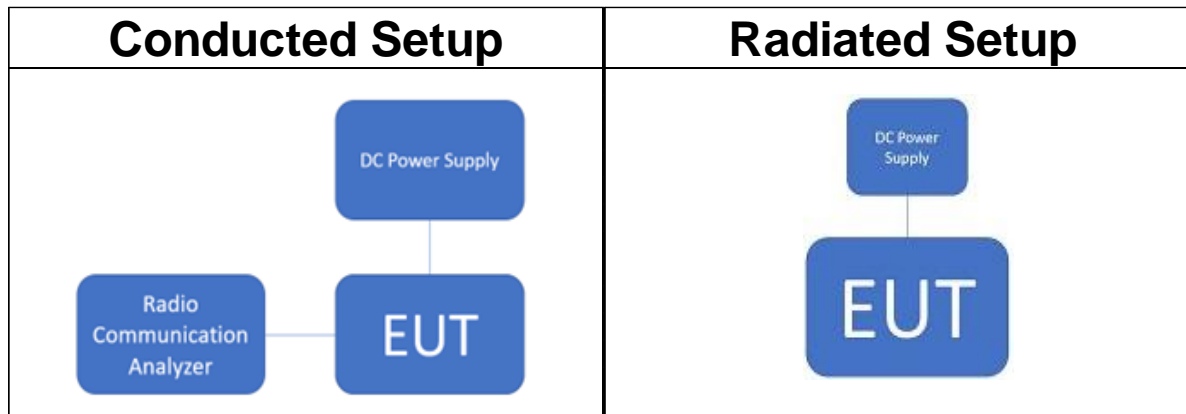 Conducted Setup
Radiated Setup
DC Power Supply
Radio
Communication
Analyzer
EUT
DC Power
Supply
EUT